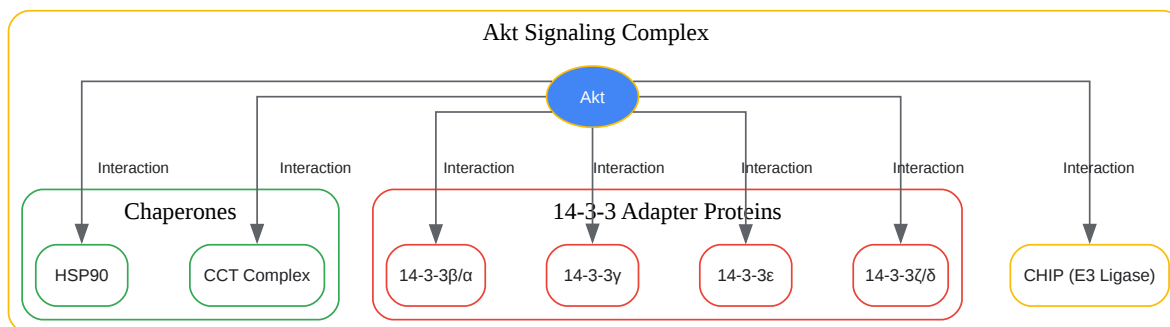 Akt Signaling Complex
Akt
Interaction
Interaction
Interaction
Interaction
Interaction
Interaction
Interaction
Chaperones
14-3-3 Adapter Proteins
HSP90
CCT Complex
14-3-3β/α
14-3-3γ
14-3-3ε
14-3-3ζ/δ
CHIP (E3 Ligase)